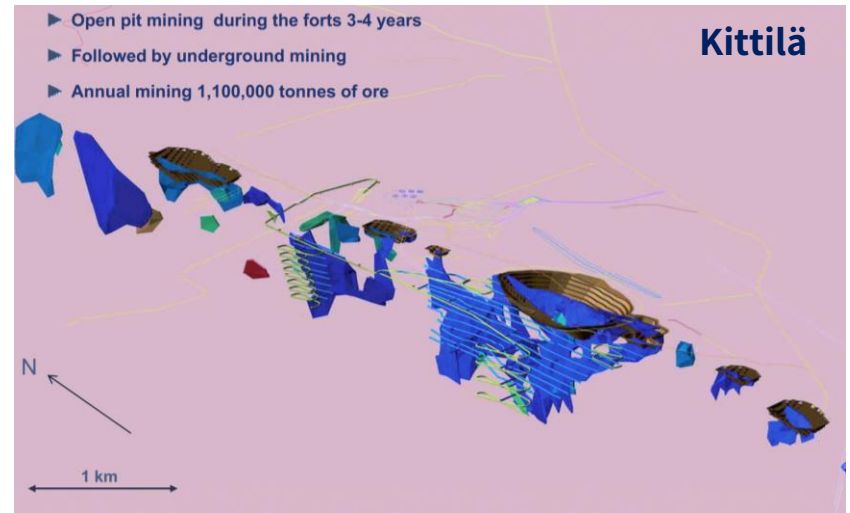 Open pit mining during the forts 3-4 years
Kittilä
Followed by underground mining
Annual mining 1,100,000 tonnes of ore
N
1 km